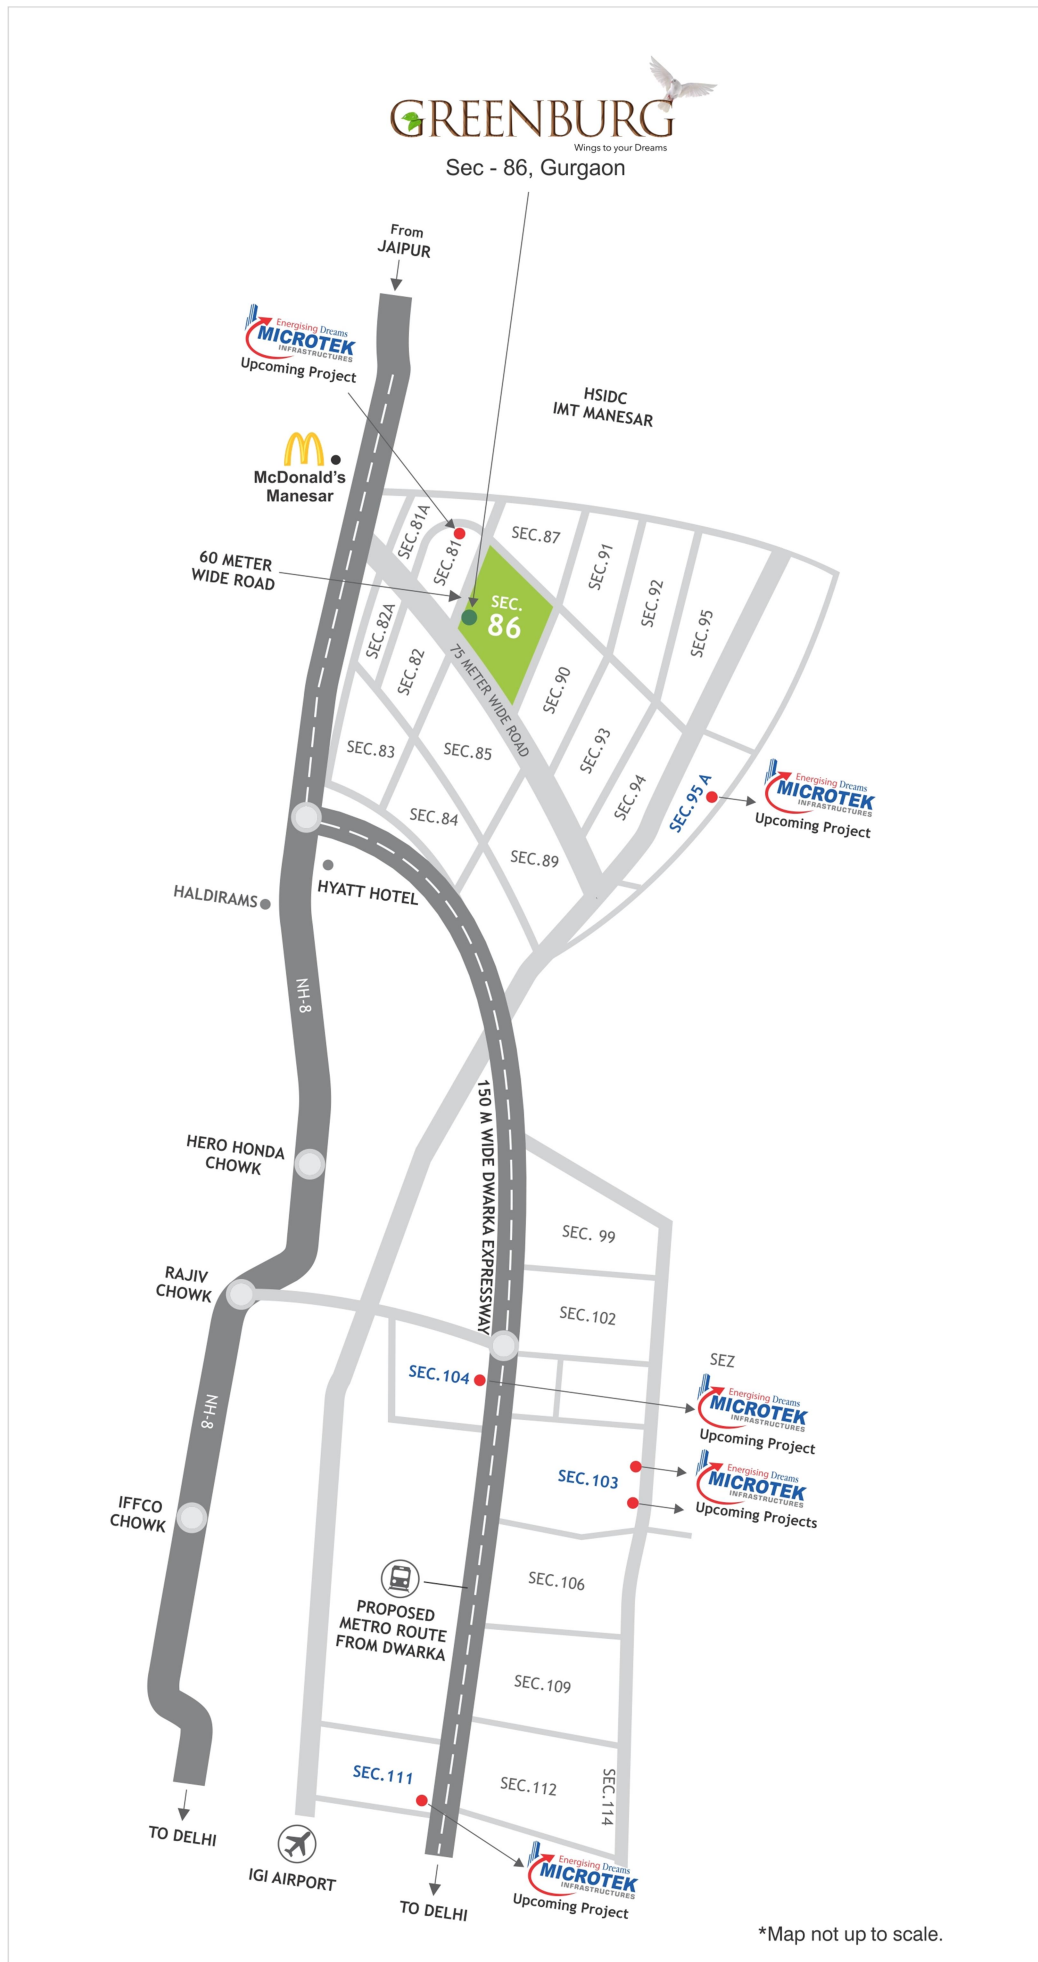 GREENBURG
Wings to your Dreams
Sec - 86, Gurgaon
From
JAIPUR
Energising Dreams
MICROTEK
INFRASTRUCTURES
Upcoming Project
HSIDC
IMT MANESAR
McDonald's
Manesar
60 METER
WIDE ROAD
SEC.81A
SEC.81
SEC.87
SEC.91
SEC.92
SEC.95
SEC.
86
SEC.82A
SEC.82
75 METER WIDE ROAD
SEC.90
SEC.83
SEC.85
SEC.93
SEC.94
SEC.95 A
Energising Dreams
MICROTEK
INFRASTRUCTURES
Upcoming Project
SEC.84
SEC.89
HYATT HOTEL
HALDIRAMS
NH-8
150 M WIDE DWARKA EXPRESSWAY
HERO HONDA
CHOWK
SEC. 99
RAJIV
CHOWK
SEC.102
SEC.104
SEZ
Energising Dreams
MICROTEK
INFRASTRUCTURES
Upcoming Project
NH-8
SEC.103
Energising Dreams
MICROTEK
INFRASTRUCTURES
Upcoming Projects
IFFCO
CHOWK
SEC.106
PROPOSED
METRO ROUTE
FROM DWARKA
SEC.109
SEC.111
SEC.112
SEC.114
TO DELHI
IGI AIRPORT
Energising Dreams
MICROTEK
INFRASTRUCTURES
Upcoming Project
TO DELHI
*Map not up to scale.